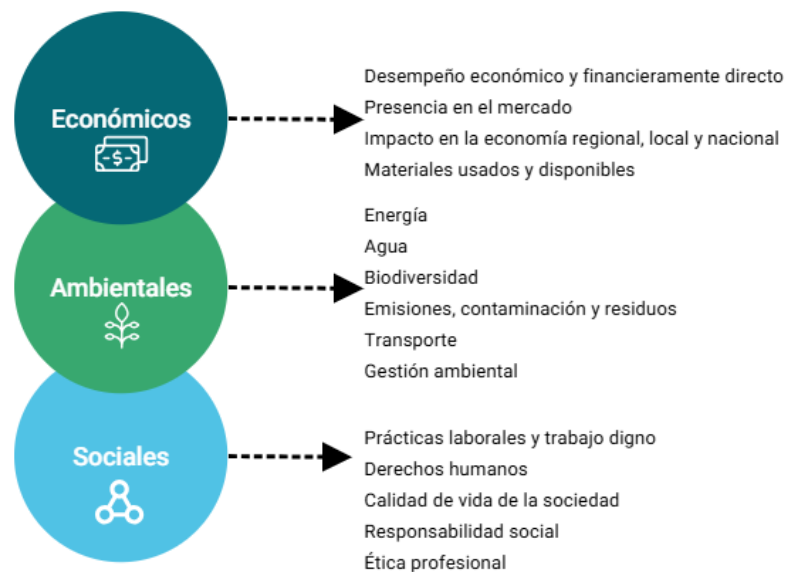 Económicos
-$-
Desempeño económico y financieramente directo
Presencia en el mercado
Impacto en la economía regional, local y nacional
Materiales usados y disponibles
Ambientales
Energía
Agua
Biodiversidad
Emisiones, contaminación y residuos
Transporte
Gestión ambiental
Sociales
Prácticas laborales y trabajo digno
Derechos humanos
Calidad de vida de la sociedad
Responsabilidad social
Ética profesional